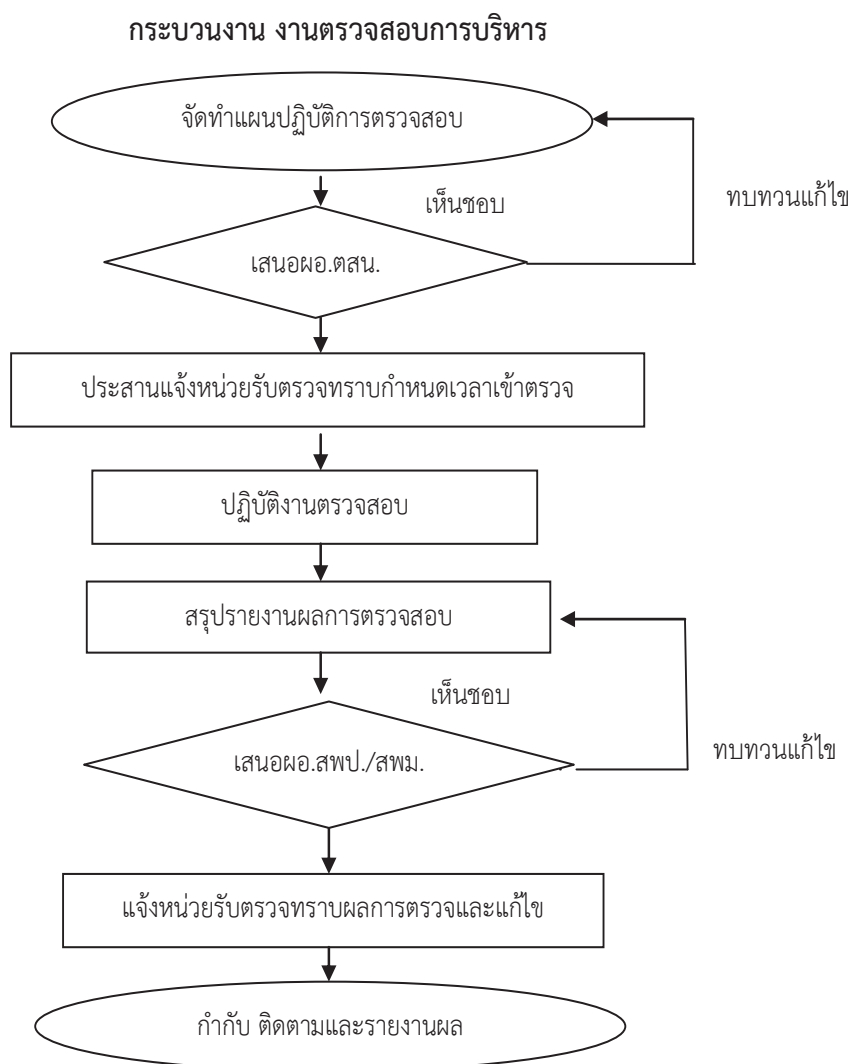 กระบวนงาน งานตรวจสอบการบริหาร
จัดทำแผนปฏิบัติการตรวจสอบ
เห็นชอบ
ทบทวนแก้ไข
เสนอผอ.ตสน.
ประสานแจ้งหน่วยรับตรวจทราบกำหนดเวลาเข้าตรวจ
ปฏิบัติงานตรวจสอบ
สรุปรายงานผลการตรวจสอบ
เห็นชอบ
ทบทวนแก้ไข
เสนอผอ.สพป./สพม.
แจ้งหน่วยรับตรวจทราบผลการตรวจและแก้ไข
กำกับ ติดตามและรายงานผล